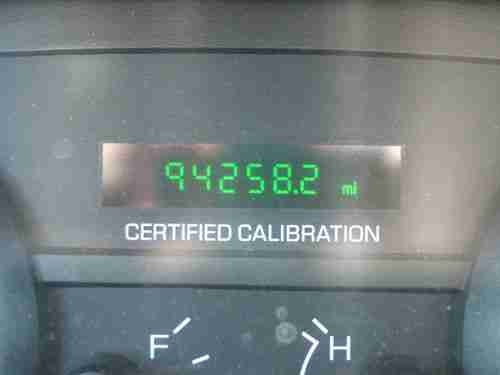 94258.2 mi
CERTIFIED CALIBRATION
F H